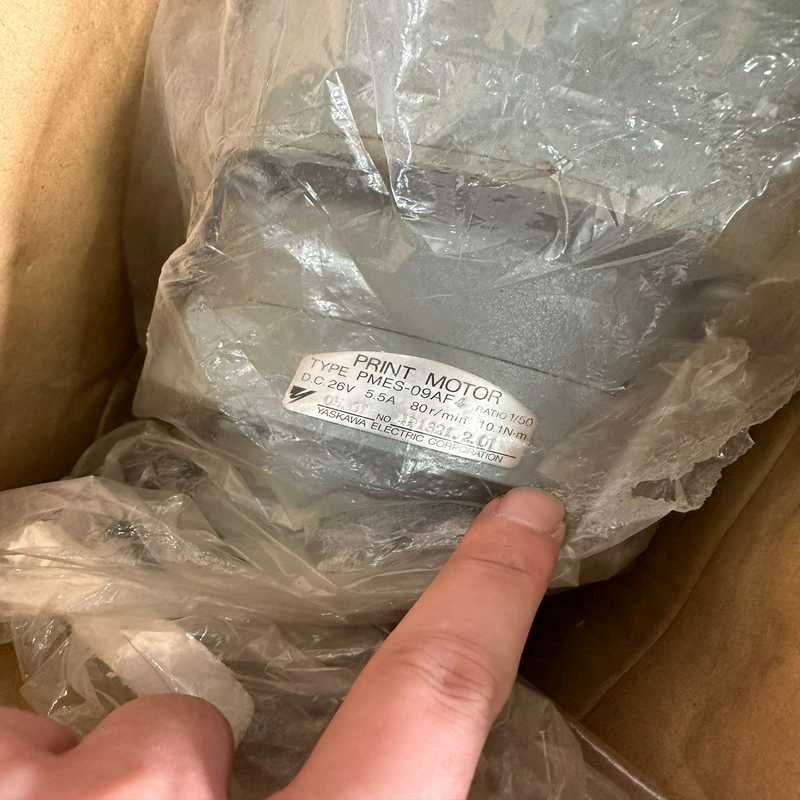 PRINT MOTOR
TYPE PMES-09AF4 RATIO 1/50
D.C. 26V 5.5A 80r/min 10.1N·m
NO.
YASKAWA ELECTRIC CORPORATION